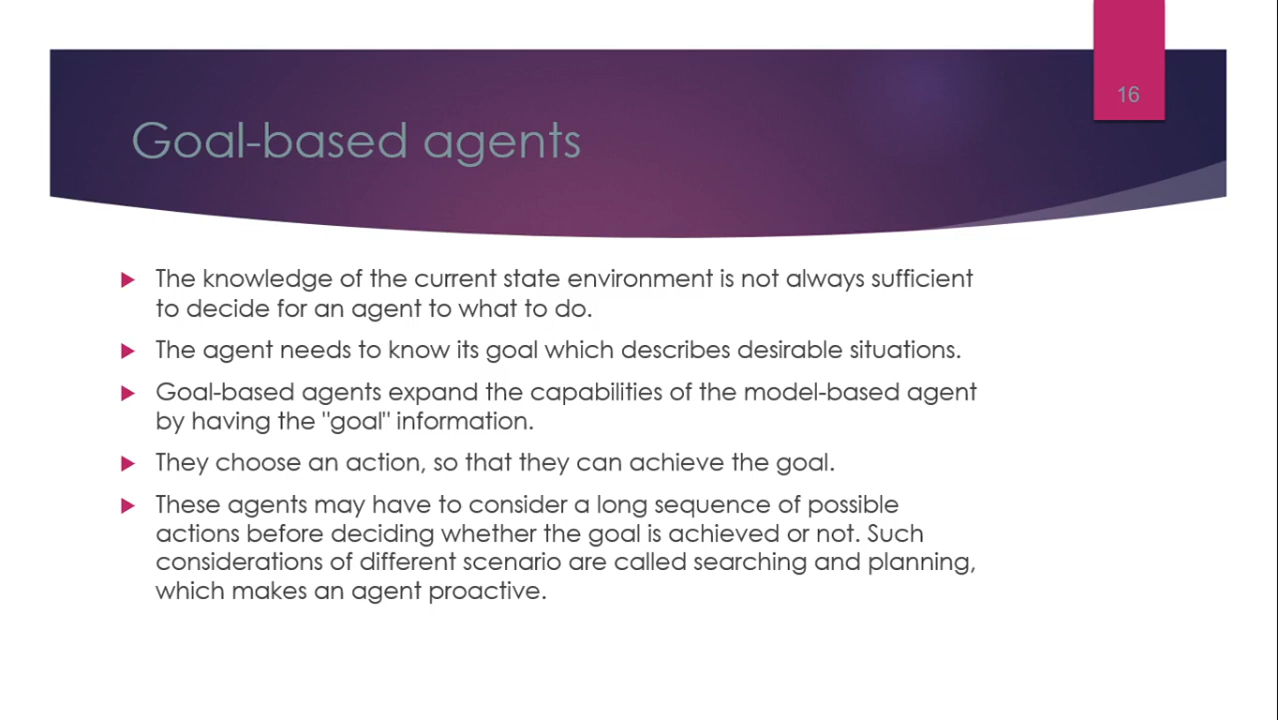 16
Goal-based agents
The knowledge of the current state environment is not always sufficient
to decide for an agent to what to do.
The agent needs to know its goal which describes desirable situations.
Goal-based agents expand the capabilities of the model-based agent
by having the "goal" information.
They choose an action, so that they can achieve the goal.
These agents may have to consider a long sequence of possible
actions before deciding whether the goal is achieved or not. Such
considerations of different scenario are called searching and planning,
which makes an agent proactive.